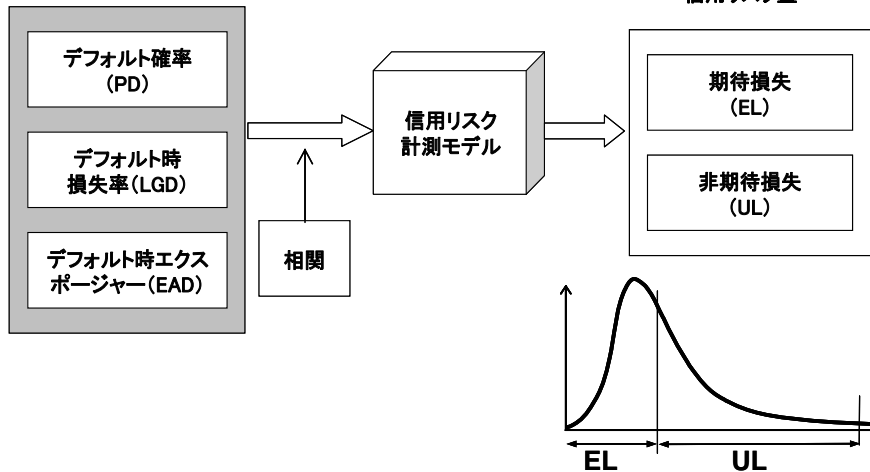 デフォルト確率
(PD)
デフォルト時
損失率(LGD)
デフォルト時エクス
ポージャー(EAD)
相関
信用リスク
計測モデル
期待損失
(EL)
非期待損失
(UL)
EL
UL